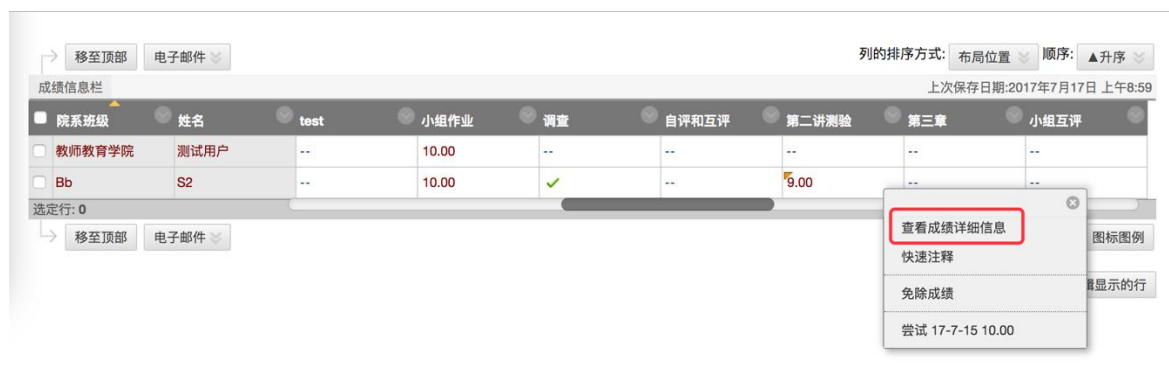 移至顶部 电子邮件 列的排序方式: 布局位置 顺序: ▲升序
成绩信息栏 上次保存日期:2017年7月17日 上午8:59
院系班级 姓名 test 小组作业 调查 自评和互评 第二讲测验 第三章 小组互评
教师教育学院 测试用户 -- 10.00 -- -- -- -- --
Bb S2 -- 10.00 -- 9.00 -- --
选定行: 0
移至顶部 电子邮件 查看成绩详细信息 图标图例
快速注释
免除成绩 辑显示的行
尝试 17-7-15 10.00